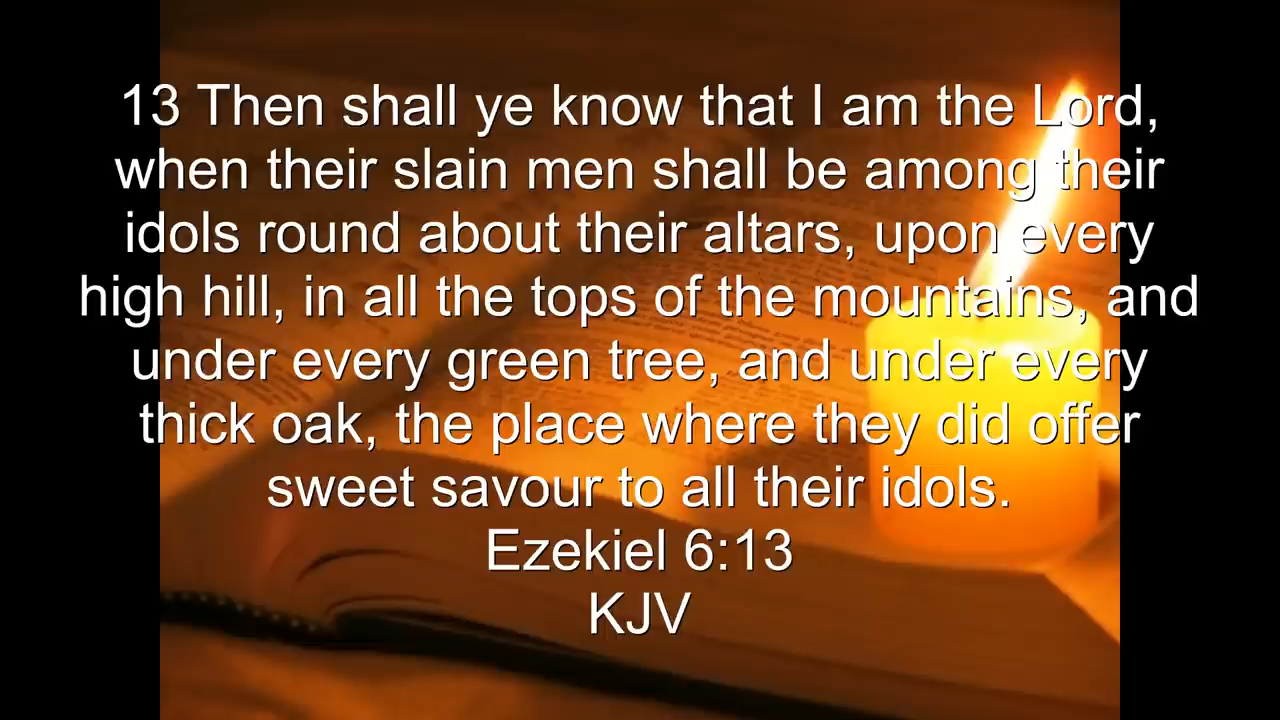 13 Then shall ye know that I am the Lord,
when their slain men shall be among their
idols round about their altars, upon every
high hill, in all the tops of the mountains, and
under every green tree, and under every
thick oak, the place where they did offer
sweet savour to all their idols.
Ezekiel 6:13
KJV